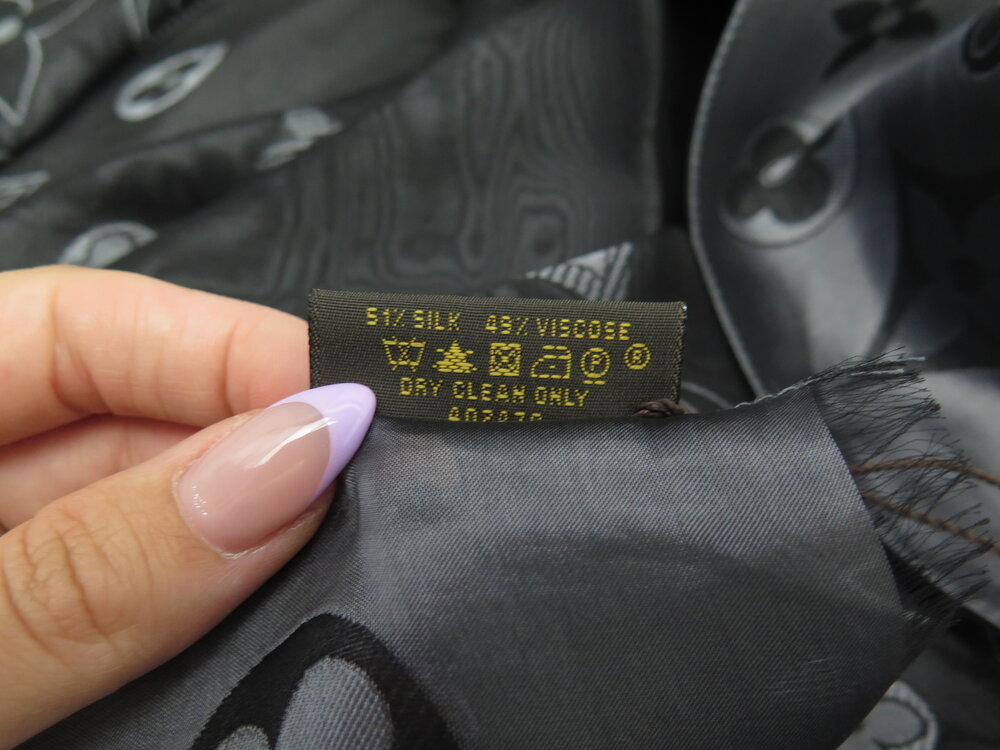 51% SILK 49% VISCOSE
P ®
DRY CLEAN ONLY